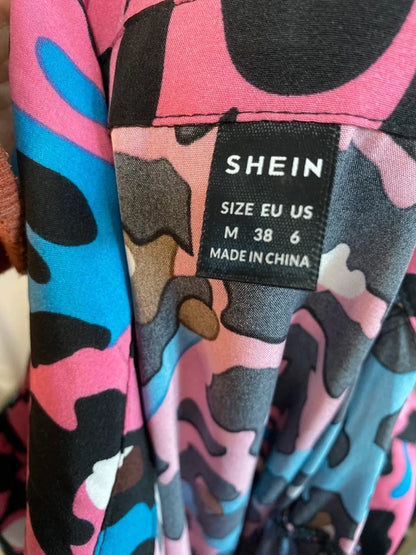 SHEIN
SIZE EU US
M 38 6
MADE IN CHINA